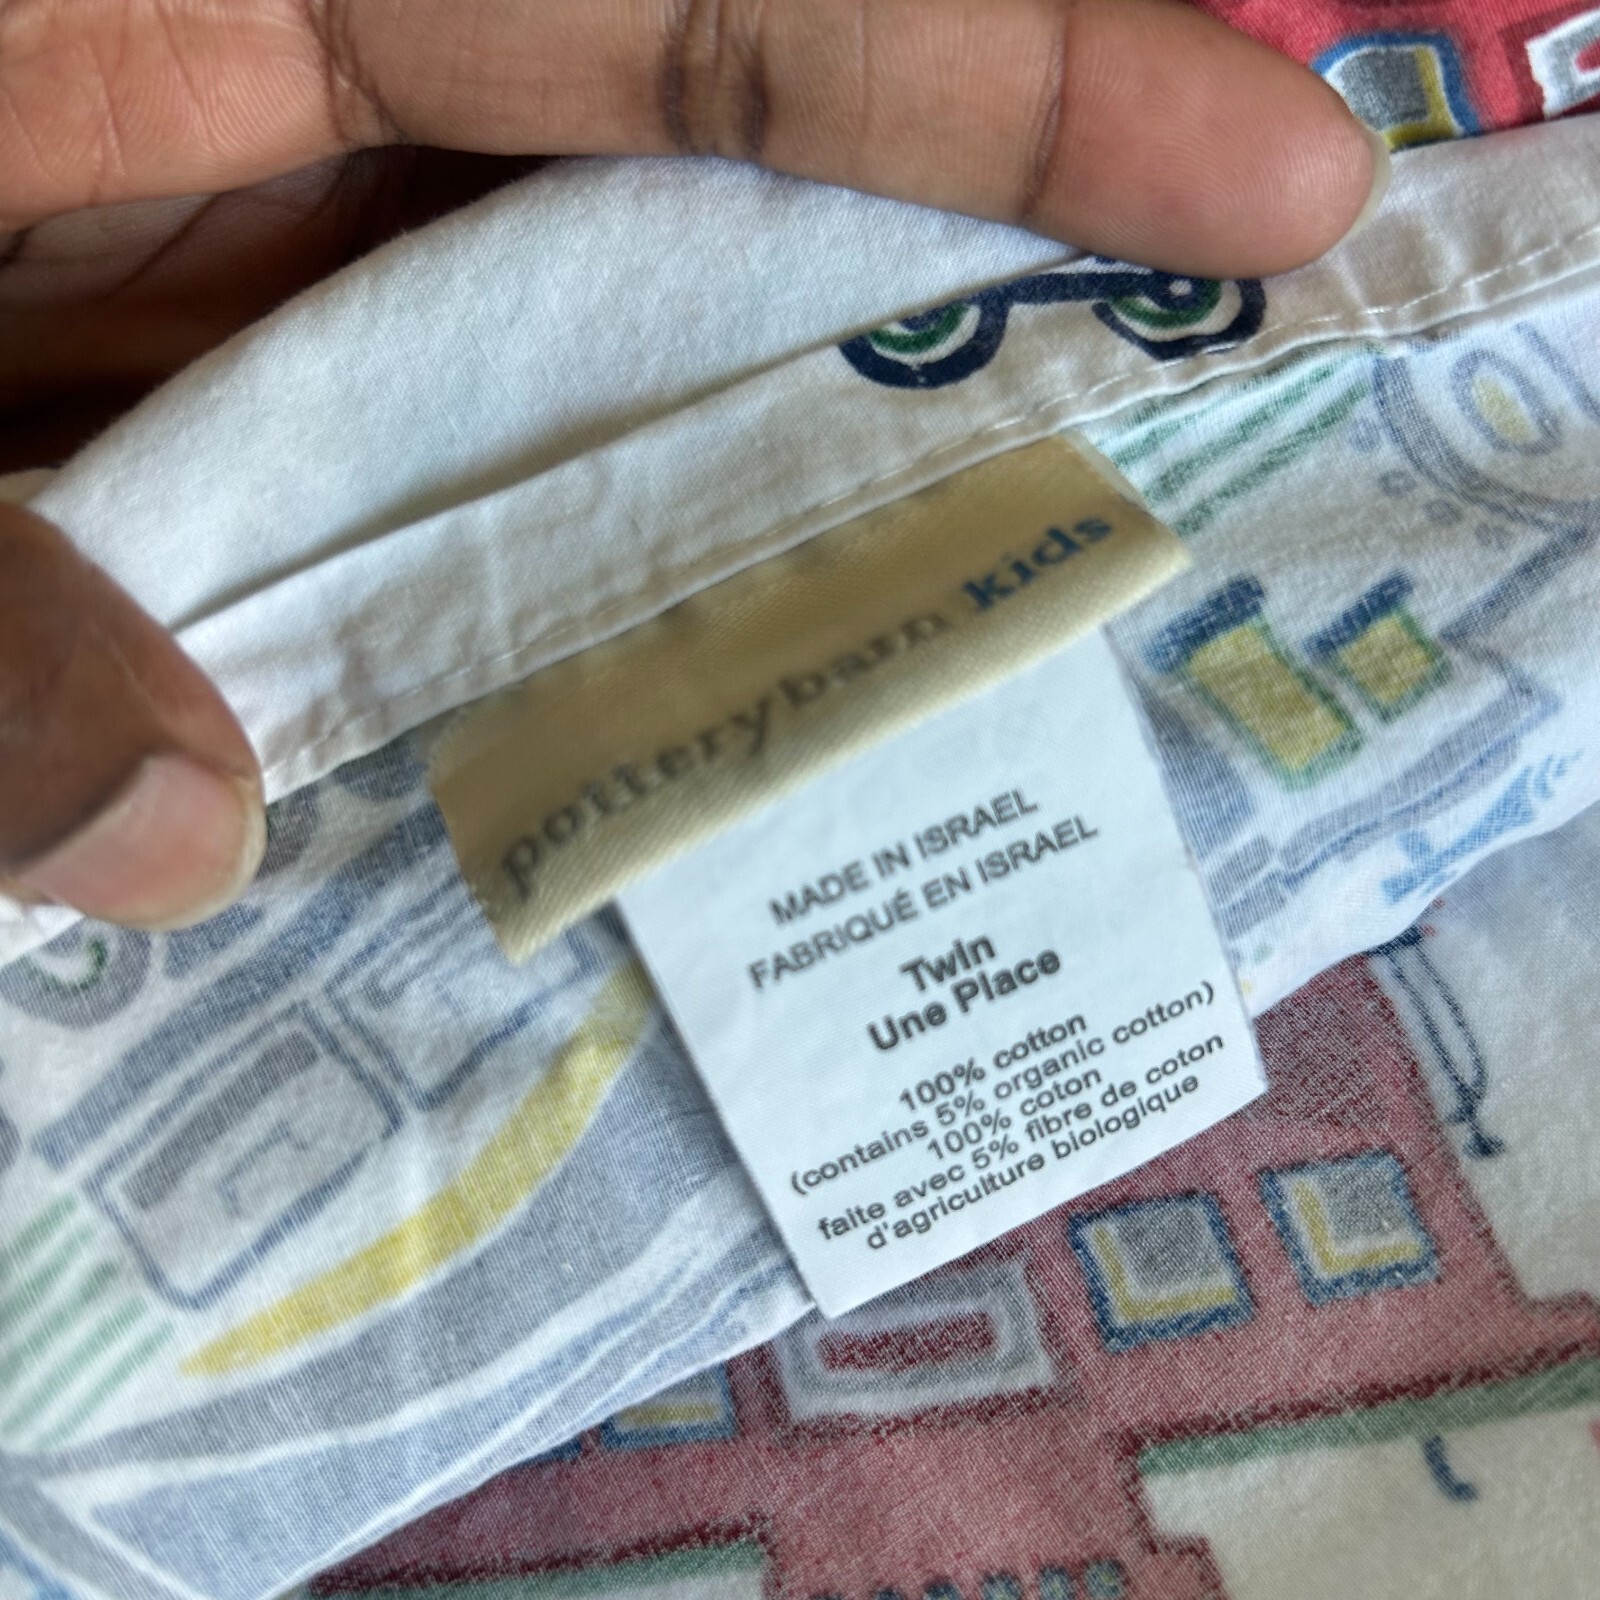 potterybarn kids
MADE IN ISRAEL
FABRIQUÉ EN ISRAEL
Twin
Une Place
100% cotton
(contains 5% organic cotton)
100% coton
faite avec 5% fibre de coton
d'agriculture biologique